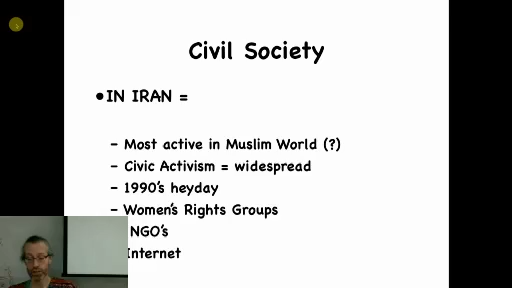 Civil Society
•IN IRAN =
– Most active in Muslim World (?)
– Civic Activism = widespread
– 1990's heyday
– Women's Rights Groups
NGO's
Internet